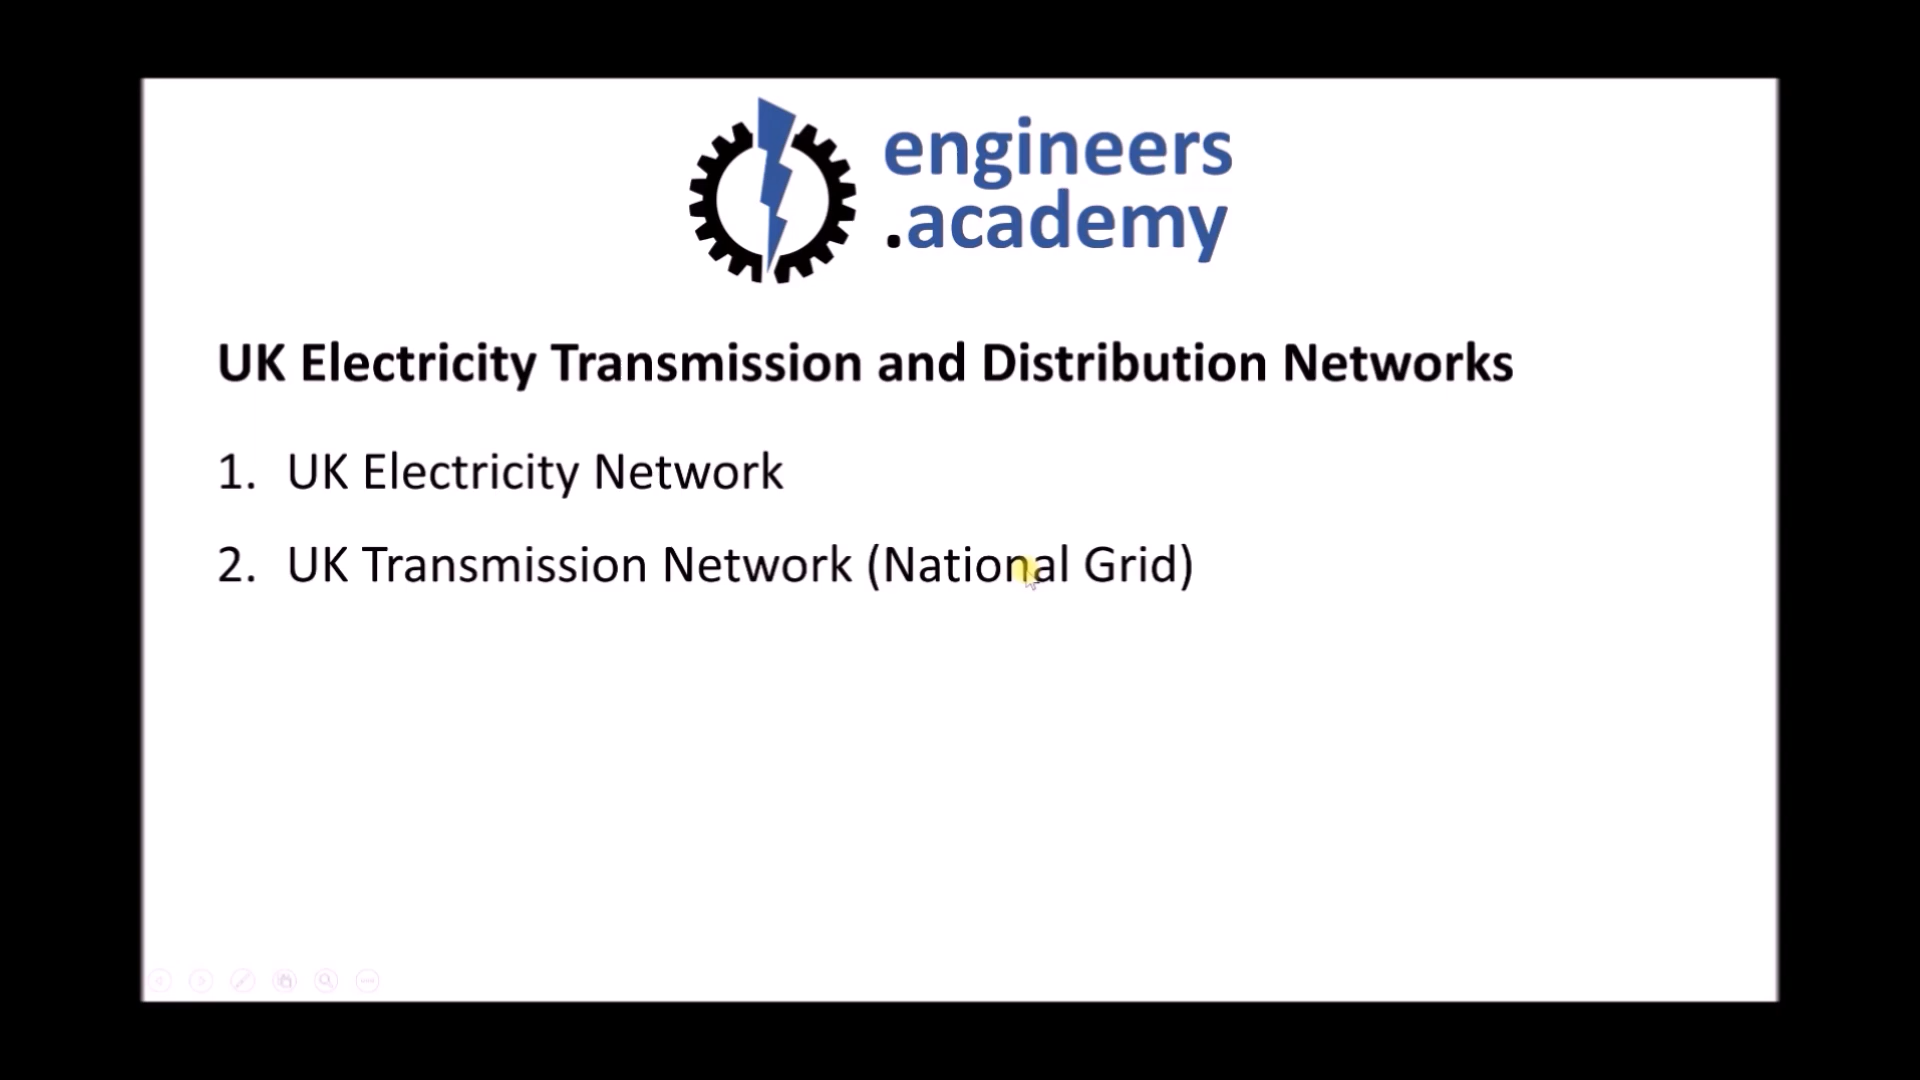 engineers
.academy
UK Electricity Transmission and Distribution Networks
1. UK Electricity Network
2. UK Transmission Network (National Grid)